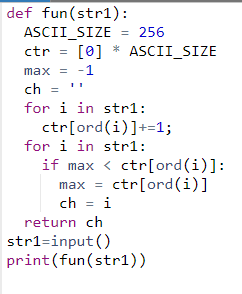 def fun(str1):
  ASCII_SIZE = 256
  ctr = [0] * ASCII_SIZE
  max = -1
  ch = ''
  for i in str1:
    ctr[ord(i)]+=1;
  for i in str1:
    if max < ctr[ord(i)]:
      max = ctr[ord(i)]
      ch = i
  return ch
str1=input()
print(fun(str1))